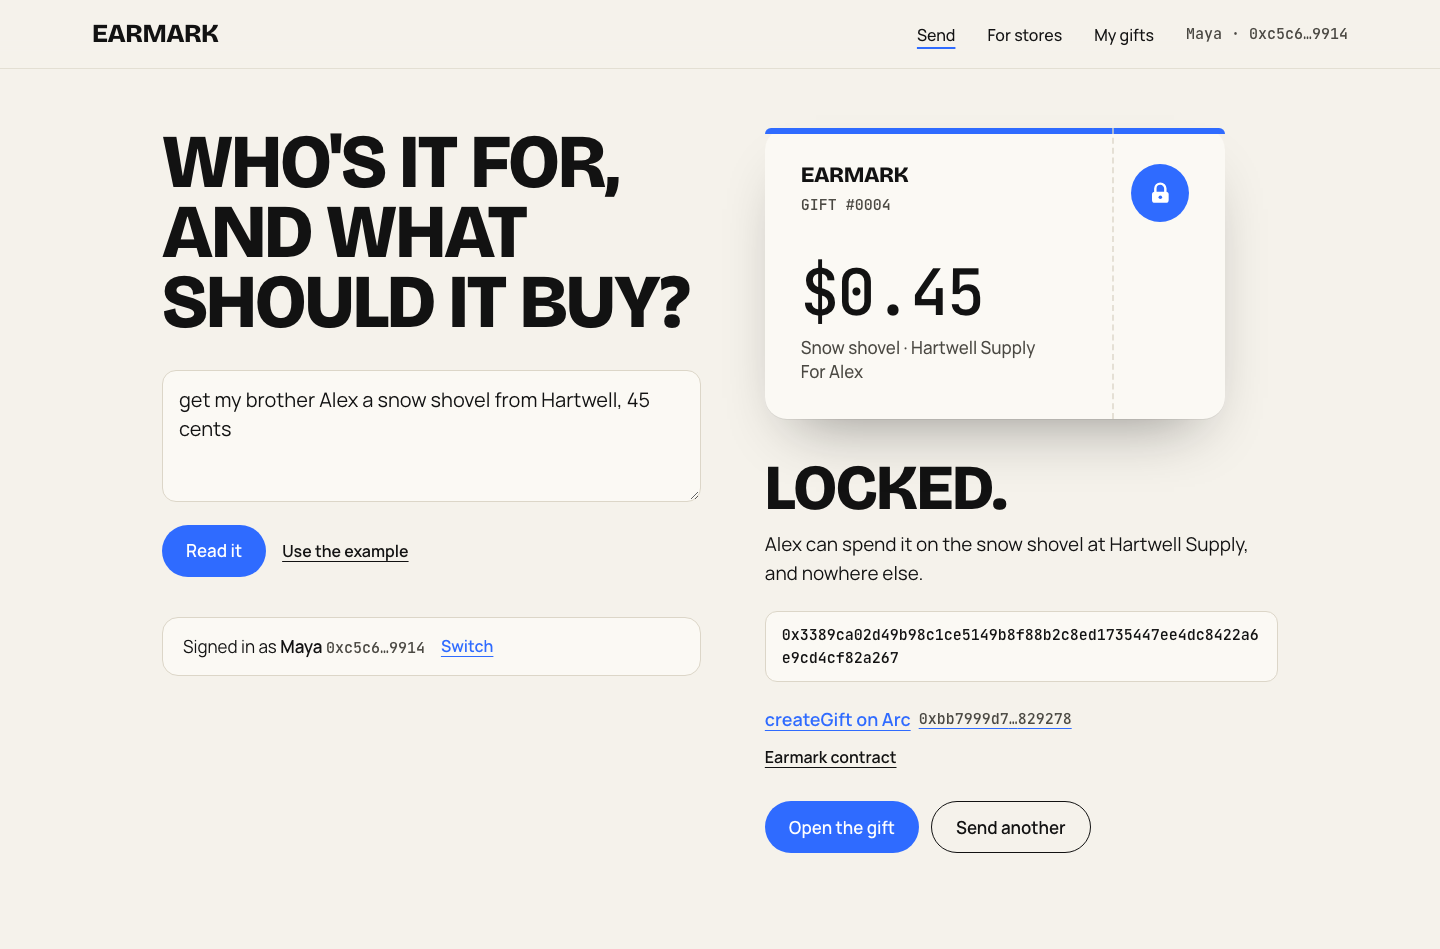 EARMARK
Send
For stores
My gifts
Maya · 0xc5c6…9914
WHO'S IT FOR,
AND WHAT
SHOULD IT BUY?
get my brother Alex a snow shovel from Hartwell, 45
cents
Read it
Use the example
Signed in as Maya 0xc5c6…9914 Switch
EARMARK
GIFT #0004
$0.45
Snow shovel · Hartwell Supply
For Alex
LOCKED.
Alex can spend it on the snow shovel at Hartwell Supply,
and nowhere else.
0x3389ca02d49b98c1ce5149b8f88b2c8ed1735447ee4dc8422a6
e9cd4cf82a267
createGift on Arc 0xbb7999d7…829278
Earmark contract
Open the gift
Send another